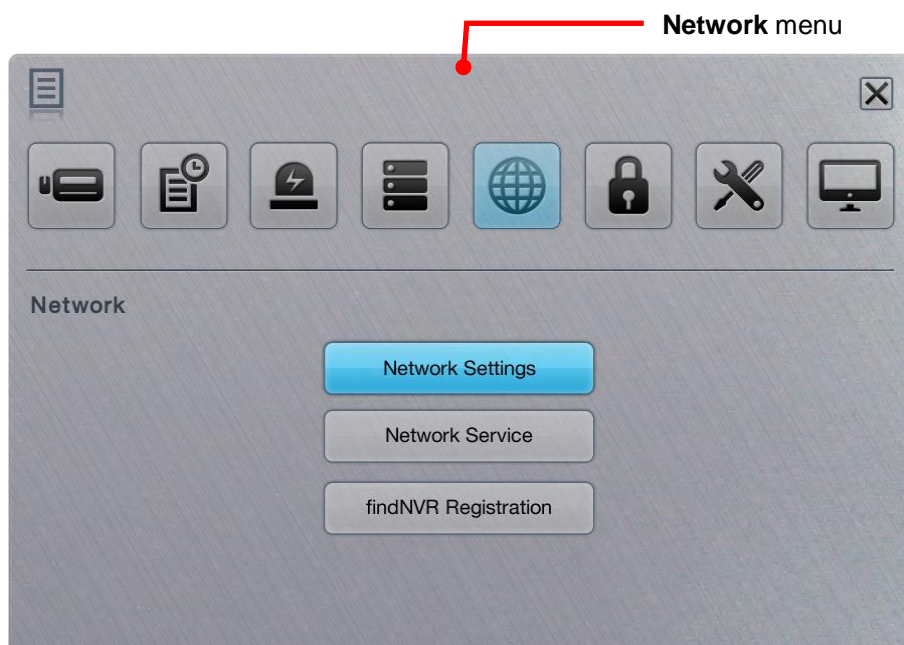 Network menu
Network
Network Settings
Network Service
findNVR Registration